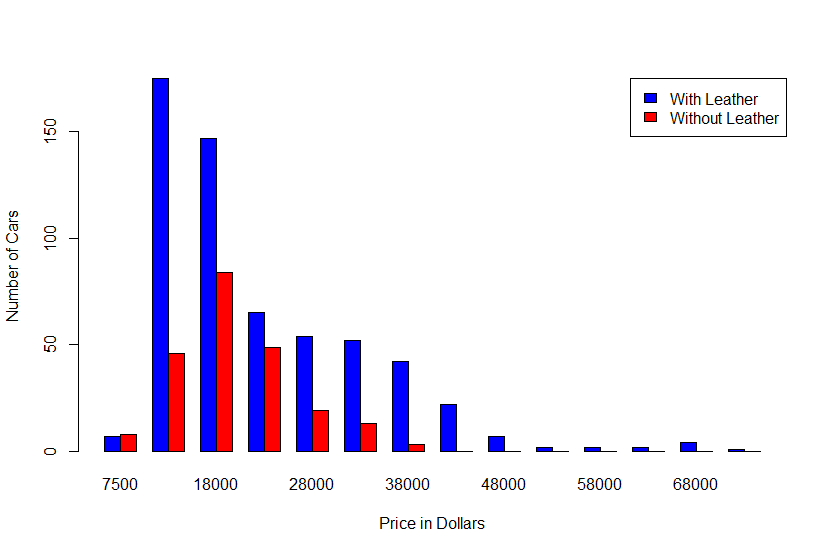 With Leather
Without Leather
150
100
50
0
Number of Cars
7500 18000 28000 38000 48000 58000 68000
Price in Dollars